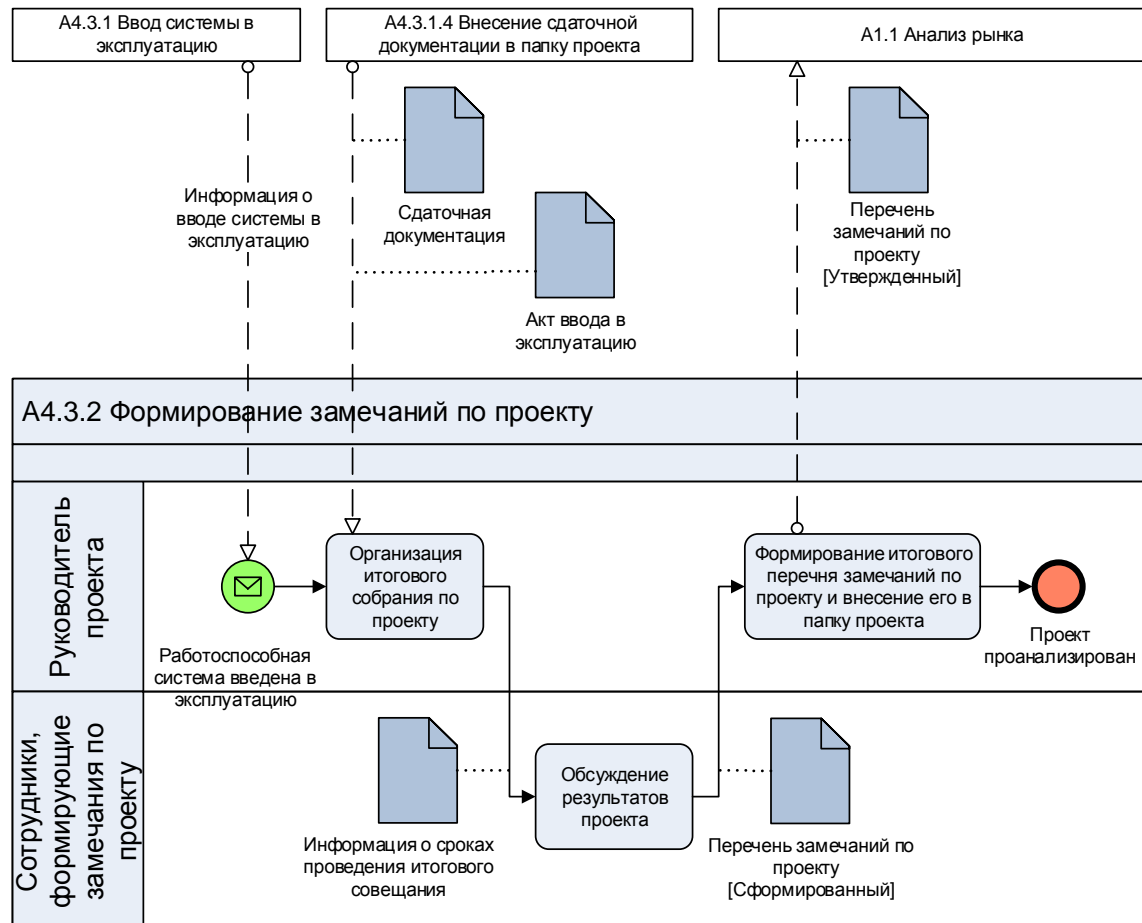 A4.3.1 Ввод системы в
эксплуатацию
A4.3.1.4 Внесение сдаточной
документации в папку проекта
A1.1 Анализ рынка
Информация о
вводе системы в
эксплуатацию
Сдаточная
документация
Акт ввода в
эксплуатацию
Перечень
замечаний по
проекту
[Утвержденный]
A4.3.2 Формирование замечаний по проекту
Руководитель
проекта
Работоспособная
система введена в
эксплуатацию
Организация
итогового
собрания по
проекту
Формирование итогового
перечня замечаний по
проекту и внесение его в
папку проекта
Проект
проанализирован
Сотрудники,
формирующие
замечания по
проекту
Информация о сроках
проведения итогового
совещания
Обсуждение
результатов
проекта
Перечень замечаний по
проекту
[Сформированный]